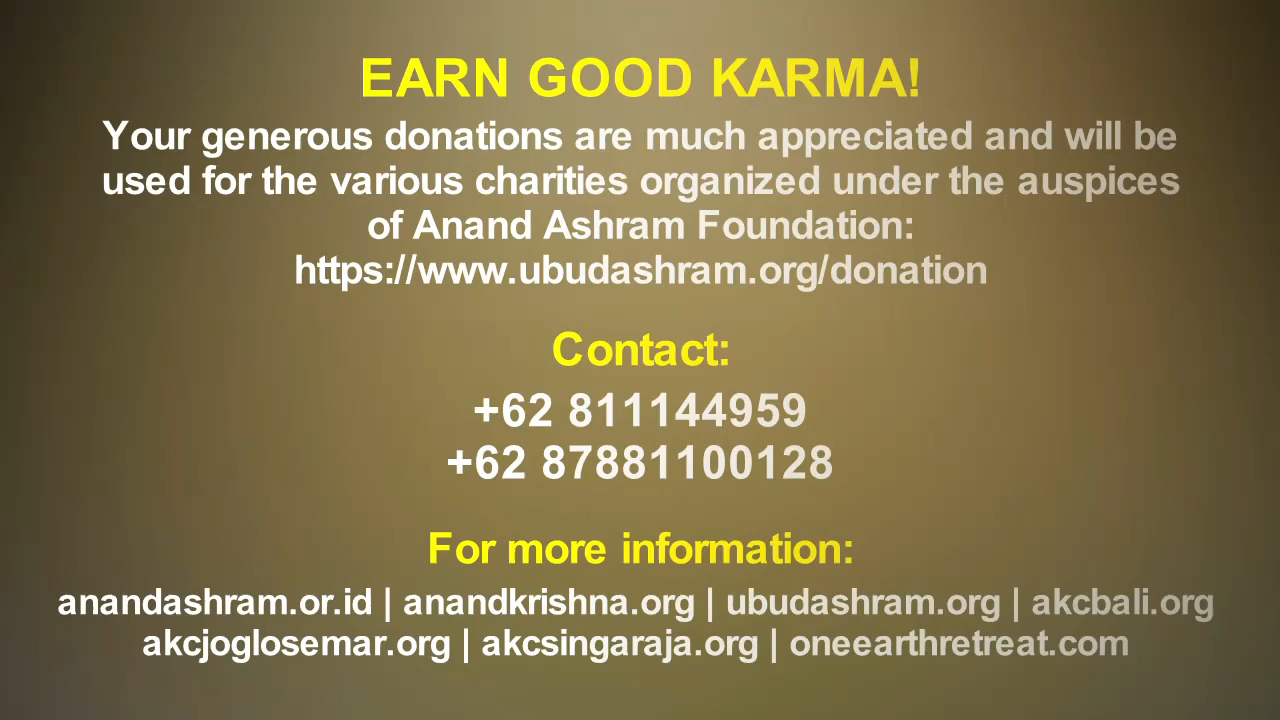 EARN GOOD KARMA!
Your generous donations are much appreciated and will be
used for the various charities organized under the auspices
of Anand Ashram Foundation:
https://www.ubudashram.org/donation
Contact:
+62 811144959
+62 87881100128
For more information:
anandashram.or.id | anandkrishna.org | ubudashram.org | akcbali.org
akcjoglosemar.org | akcsingaraja.org | oneearthretreat.com